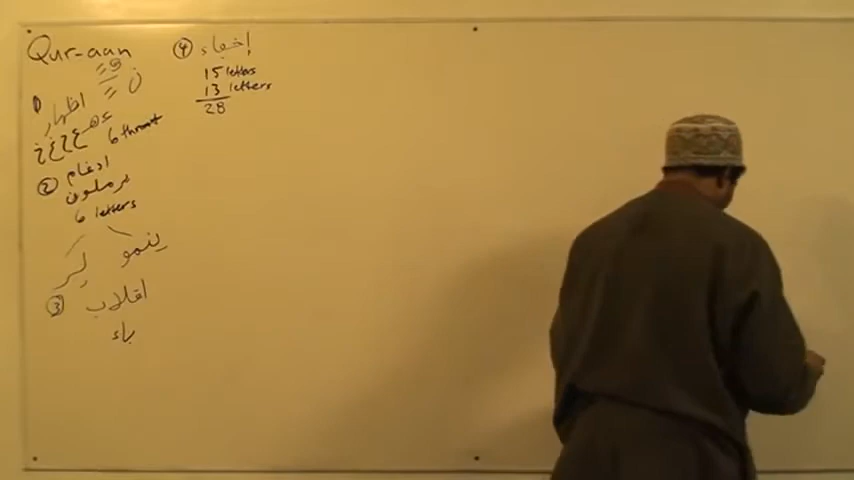 Qur-aan
نْ
① اظهار
ء ه ع ح غ خ
6 throat
② ادغام
يرملون
6 letters
ينمو
لر
③ اقلاب
باء
④ إخفاء
15 letters
13 letters
28